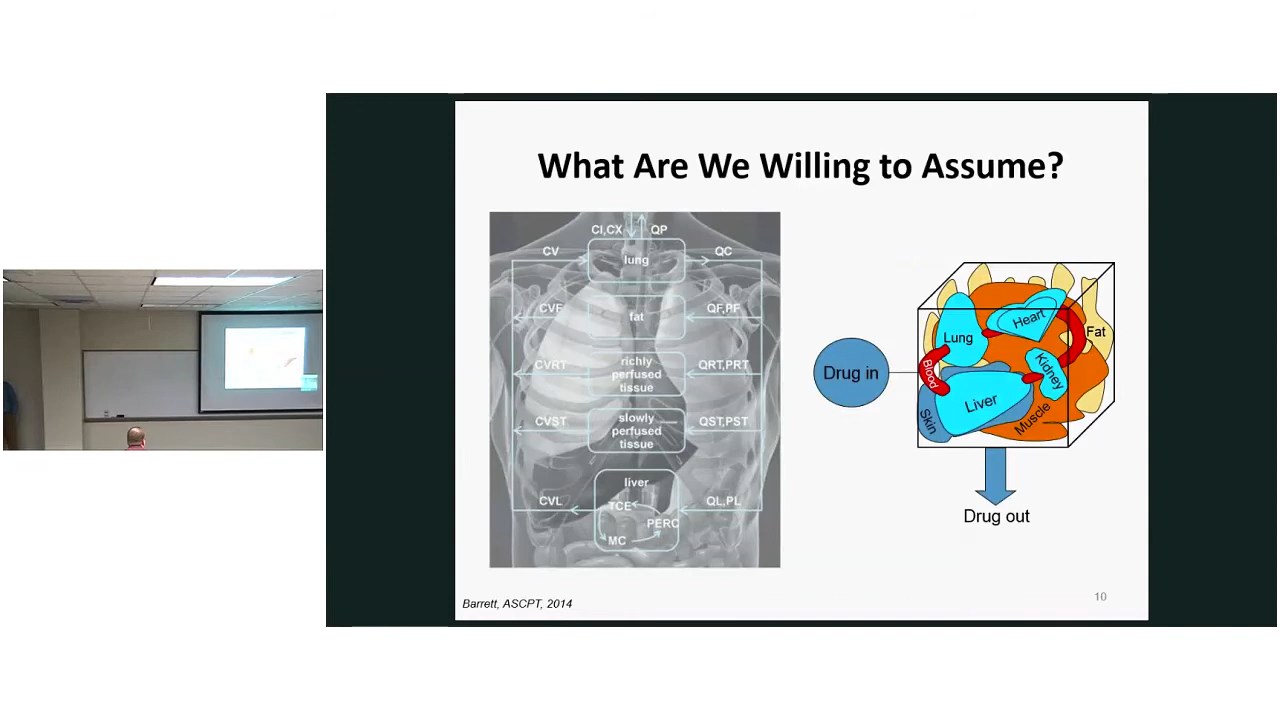 What Are We Willing to Assume?
CI,CX
QP
CV
lung
QC
CVF
fat
QF,PF
CVRT
richly
perfused
tissue
QRT,PRT
CVST
slowly
perfused
tissue
QST,PST
liver
CVL
TCE
QL,PL
PERC
MC
Drug in
Lung
Heart
Fat
Blood
Kidney
Liver
Skin
Muscle
Drug out
Barrett, ASCPT, 2014
10